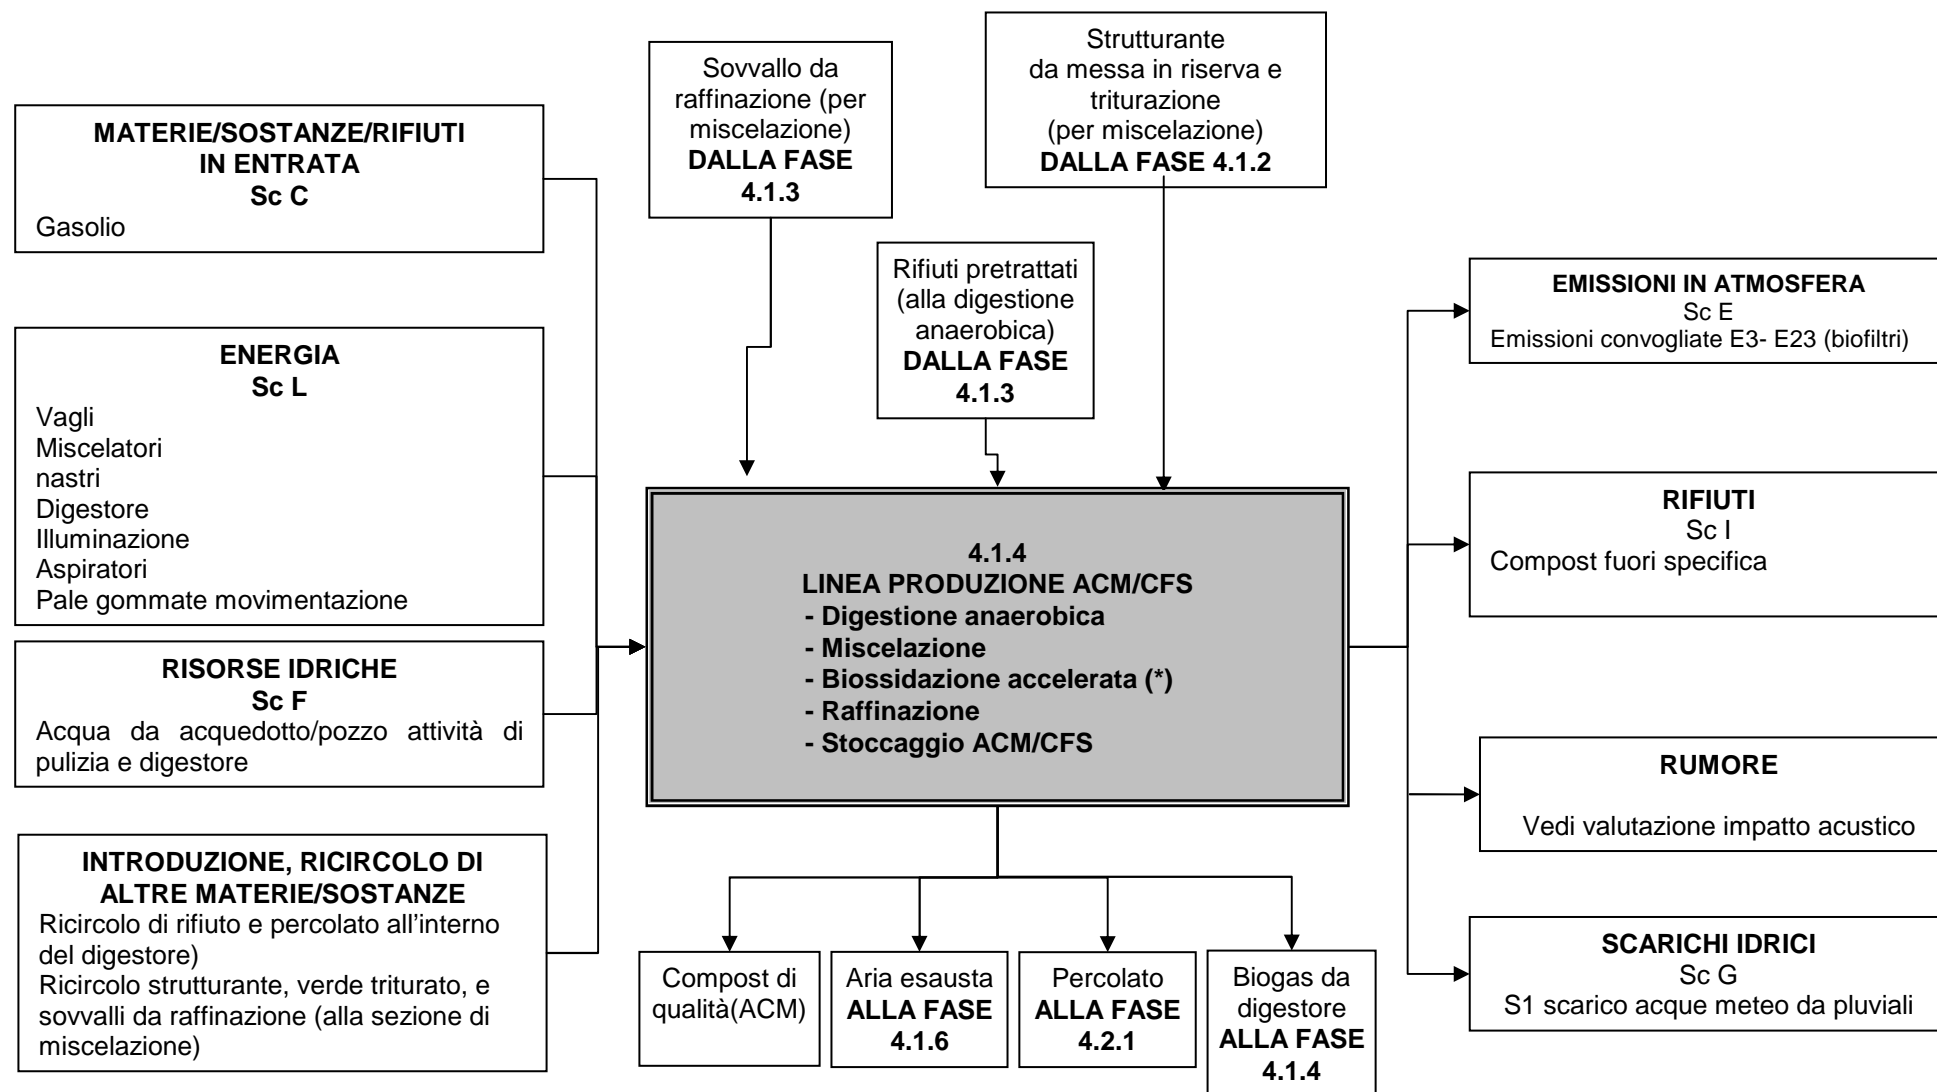 Sovvallo da
raffinazione (per
miscelazione)
DALLA FASE
4.1.3
Strutturante
da messa in riserva e
triturazione
(per miscelazione)
DALLA FASE 4.1.2
Rifiuti pretrattati
(alla digestione
anaerobica)
DALLA FASE
4.1.3
MATERIE/SOSTANZE/RIFIUTI
IN ENTRATA
Sc C
Gasolio
ENERGIA
Sc L
Vagli
Miscelatori
nastri
Digestore
Illuminazione
Aspiratori
Pale gommate movimentazione
RISORSE IDRICHE
Sc F
Acqua da acquedotto/pozzo attività di
pulizia e digestore
INTRODUZIONE, RICIRCOLO DI
ALTRE MATERIE/SOSTANZE
Ricircolo di rifiuto e percolato all'interno
del digestore)
Ricircolo strutturante, verde triturato, e
sovvalli da raffinazione (alla sezione di
miscelazione)
4.1.4
LINEA PRODUZIONE ACM/CFS
- Digestione anaerobica
- Miscelazione
- Biossidazione accelerata (*)
- Raffinazione
- Stoccaggio ACM/CFS
Compost di
qualità(ACM)
Aria esausta
ALLA FASE
4.1.6
Percolato
ALLA FASE
4.2.1
Biogas da
digestore
ALLA FASE
4.1.4
EMISSIONI IN ATMOSFERA
Sc E
Emissioni convogliate E3- E23 (biofiltri)
RIFIUTI
Sc I
Compost fuori specifica
RUMORE
Vedi valutazione impatto acustico
SCARICHI IDRICI
Sc G
S1 scarico acque meteo da pluviali